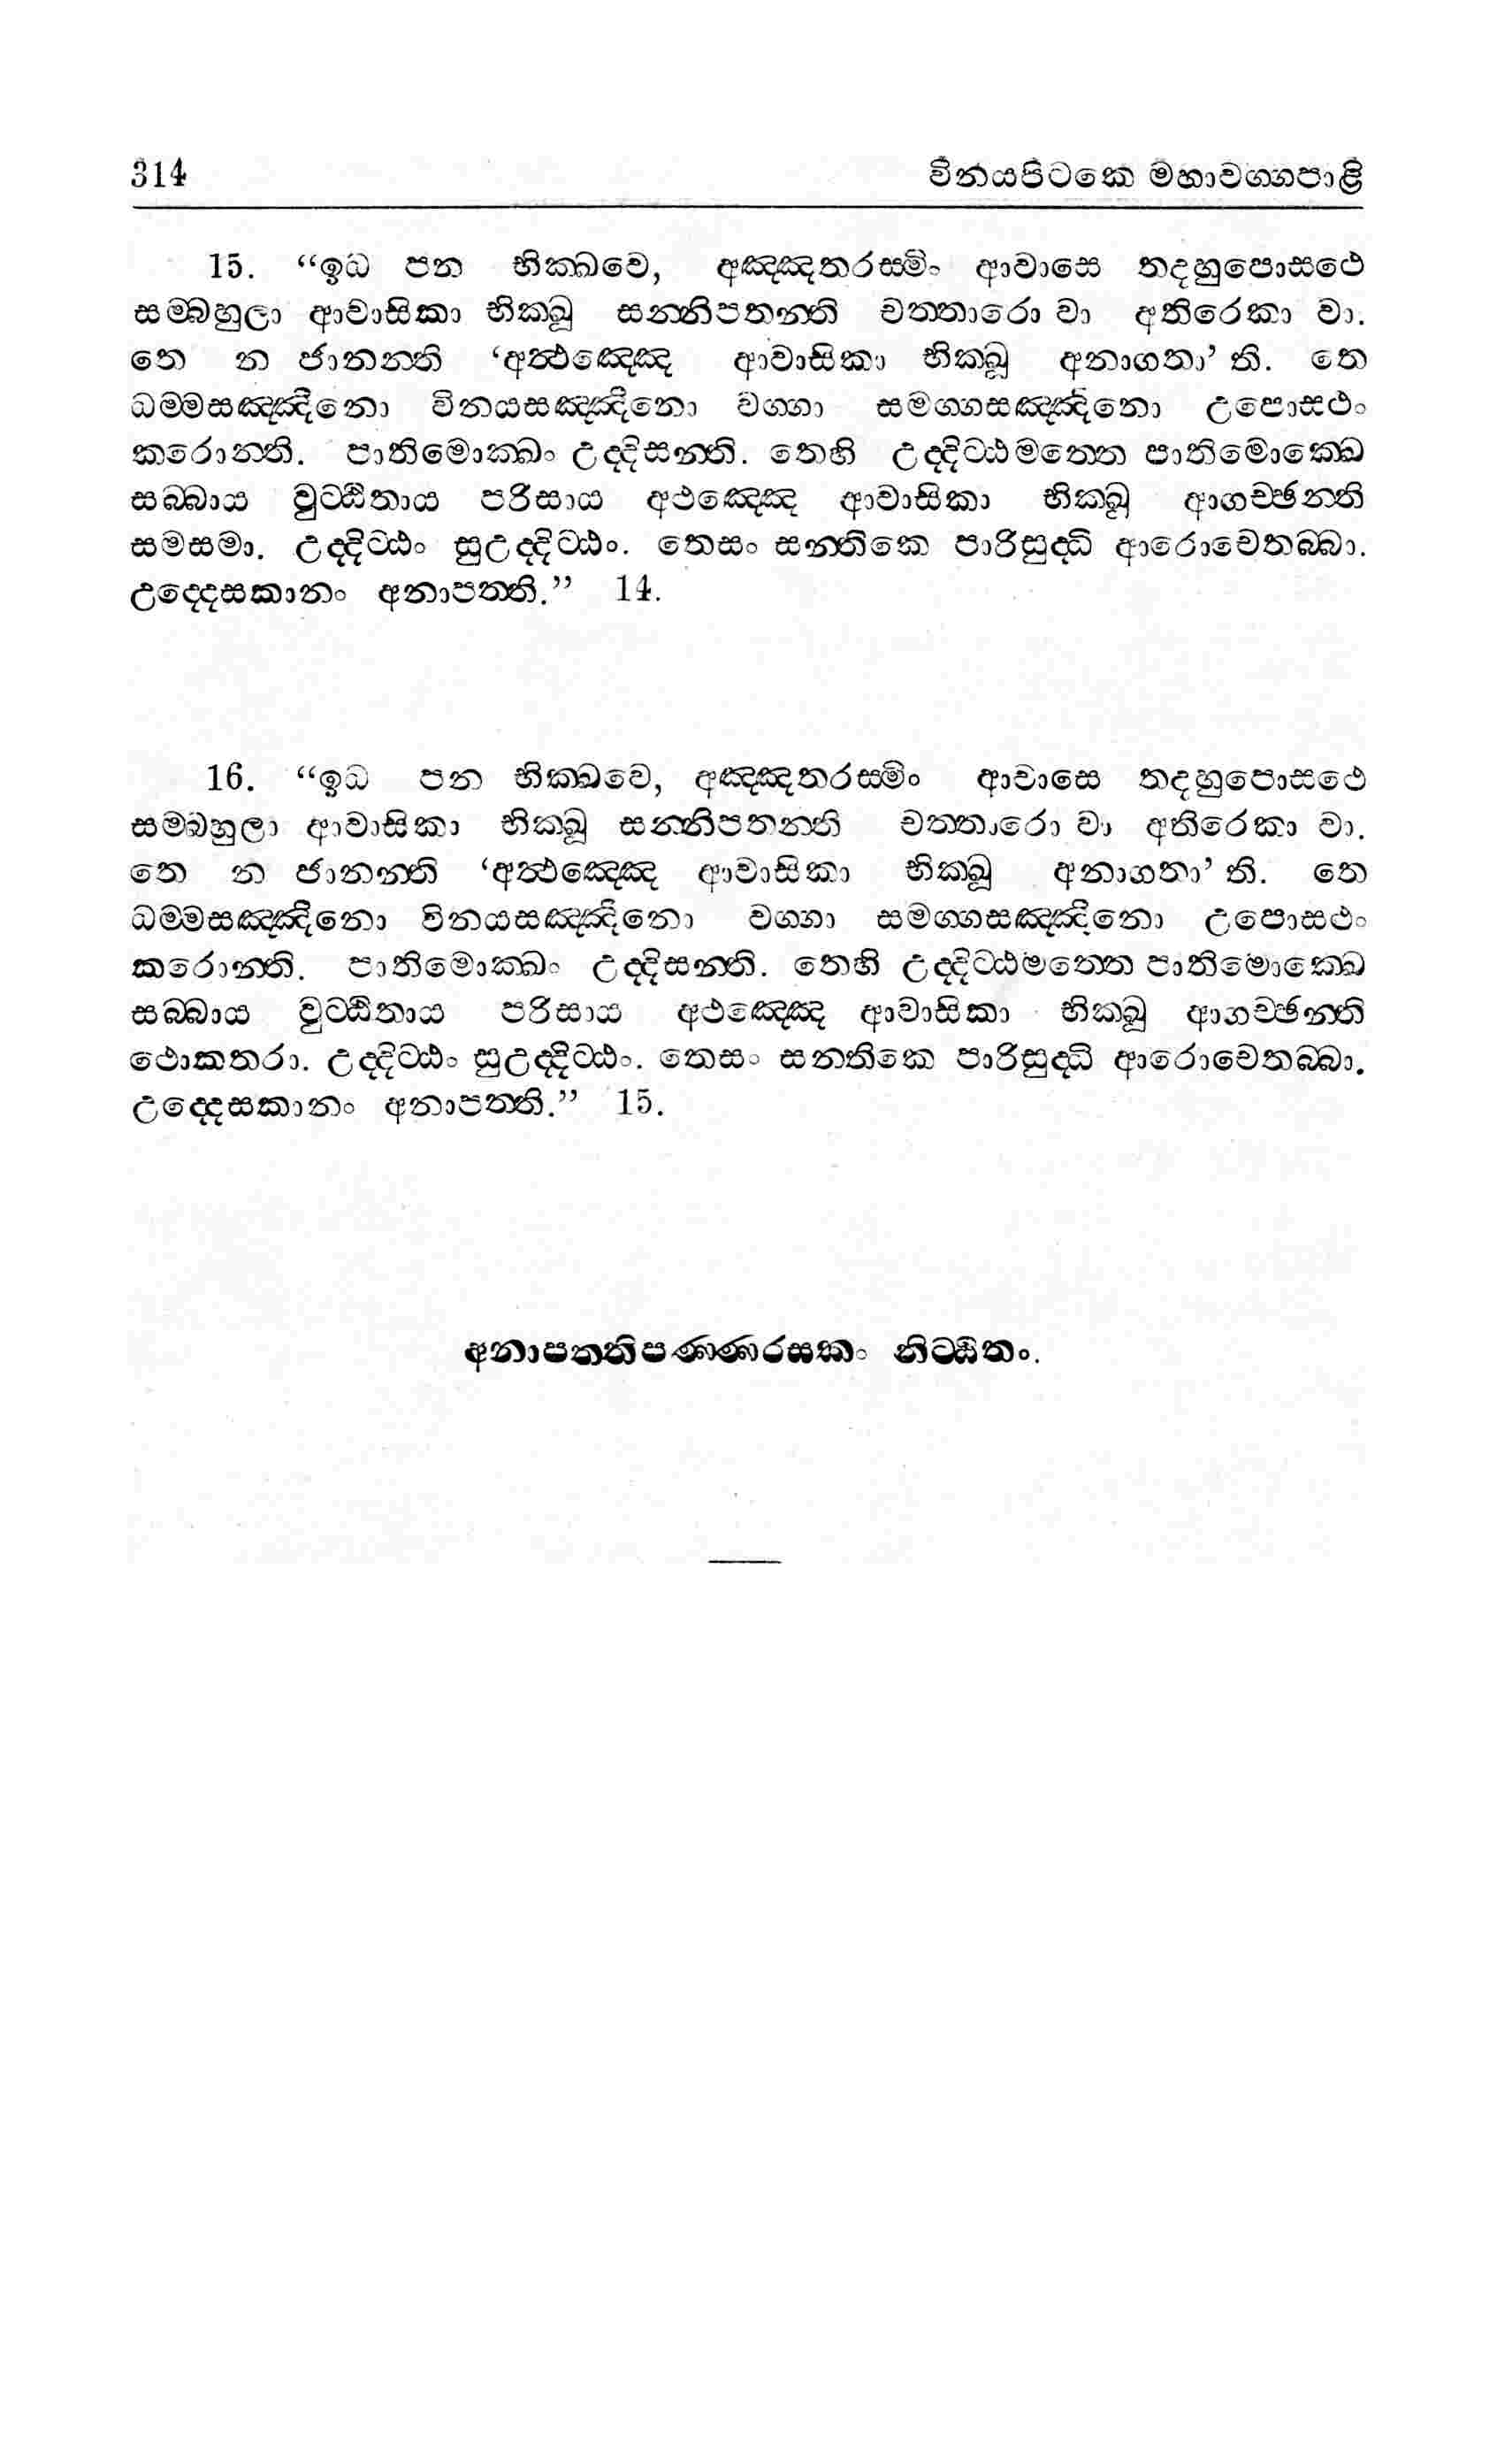 314 විනයපිටකෙ මහාවග්ගපාළි
15. “ඉධ පන භික්ඛවෙ, අඤ්ඤතරස්මිං ආවාසෙ තදහුපොසථෙ
සම්බහුලා ආවාසිකා භික්ඛූ සන්නිපතන්ති චත්තාරො වා අතිරෙකා වා.
තෙ න ජානන්ති ‘අත්ථඤ්ඤෙ ආවාසිකා භික්ඛූ අනාගතා’ ති. තෙ
ධම්මසඤ්ඤිනො විනයසඤ්ඤිනො වග්ගා සමග්ගසඤ්ඤිනො උපොසථං
කරොන්ති. පාතිමොක්ඛං උද්දිසන්ති. තෙහි උද්දිට්ඨමත්තෙ පාතිමොක්ඛෙ
සබ්බාය වුට්ඨිතාය පරිසාය අථඤ්ඤෙ ආවාසිකා භික්ඛූ ආගච්ඡන්ති
සමසමා. උද්දිට්ඨං සුඋද්දිට්ඨං. තෙසං සන්තිකෙ පාරිසුද්ධි ආරොචෙතබ්බා.
උද්දෙසකානං අනාපත්ති.” 14.
16. “ඉධ පන භික්ඛවෙ, අඤ්ඤතරස්මිං ආවාසෙ තදහුපොසථෙ
සම්බහුලා ආවාසිකා භික්ඛූ සන්නිපතන්ති චත්තාරො වා අතිරෙකා වා.
තෙ න ජානන්ති ‘අත්ථඤ්ඤෙ ආවාසිකා භික්ඛූ අනාගතා’ ති. තෙ
ධම්මසඤ්ඤිනො විනයසඤ්ඤිනො වග්ගා සමග්ගසඤ්ඤිනො උපොසථං
කරොන්ති. පාතිමොක්ඛං උද්දිසන්ති. තෙහි උද්දිට්ඨමත්තෙ පාතිමොක්ඛෙ
සබ්බාය වුට්ඨිතාය පරිසාය අථඤ්ඤෙ ආවාසිකා භික්ඛූ ආගච්ඡන්ති
ථොකතරා. උද්දිට්ඨං සුඋද්දිට්ඨං. තෙසං සන්තිකෙ පාරිසුද්ධි ආරොචෙතබ්බා.
උද්දෙසකානං අනාපත්ති.” 15.
අනාපත්තිපණ්ණරසකං නිට්ඨිතං.